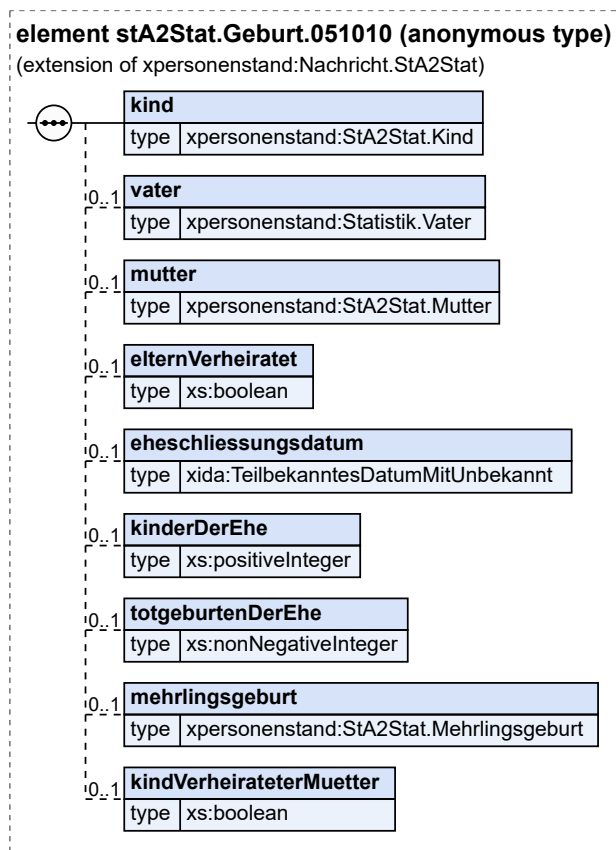 element stA2Stat.Geburt.051010 (anonymous type)
(extension of xpersonenstand:Nachricht.StA2Stat)
kind
type xpersonenstand:StA2Stat.Kind
0..1 vater
type xpersonenstand:Statistik.Vater
0..1 mutter
type xpersonenstand:StA2Stat.Mutter
0..1 elternVerheiratet
type xs:boolean
0..1 eheschliessungsdatum
type xida:TeilbekanntesDatumMitUnbekannt
0..1 kinderDerEhe
type xs:positiveInteger
0..1 totgeburtenDerEhe
type xs:nonNegativeInteger
0..1 mehrlingsgeburt
type xpersonenstand:StA2Stat.Mehrlingsgeburt
0..1 kindVerheirateterMuetter
type xs:boolean